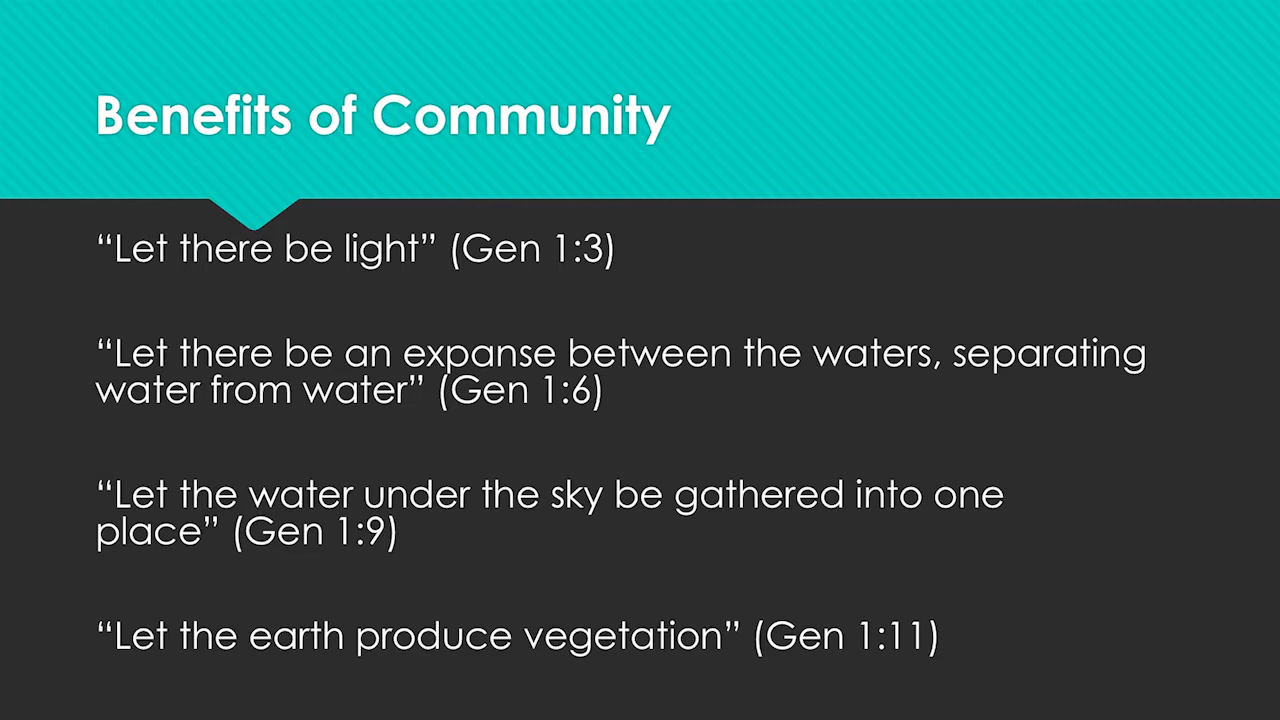 Benefits of Community
“Let there be light” (Gen 1:3)
“Let there be an expanse between the waters, separating
water from water” (Gen 1:6)
“Let the water under the sky be gathered into one
place” (Gen 1:9)
“Let the earth produce vegetation” (Gen 1:11)